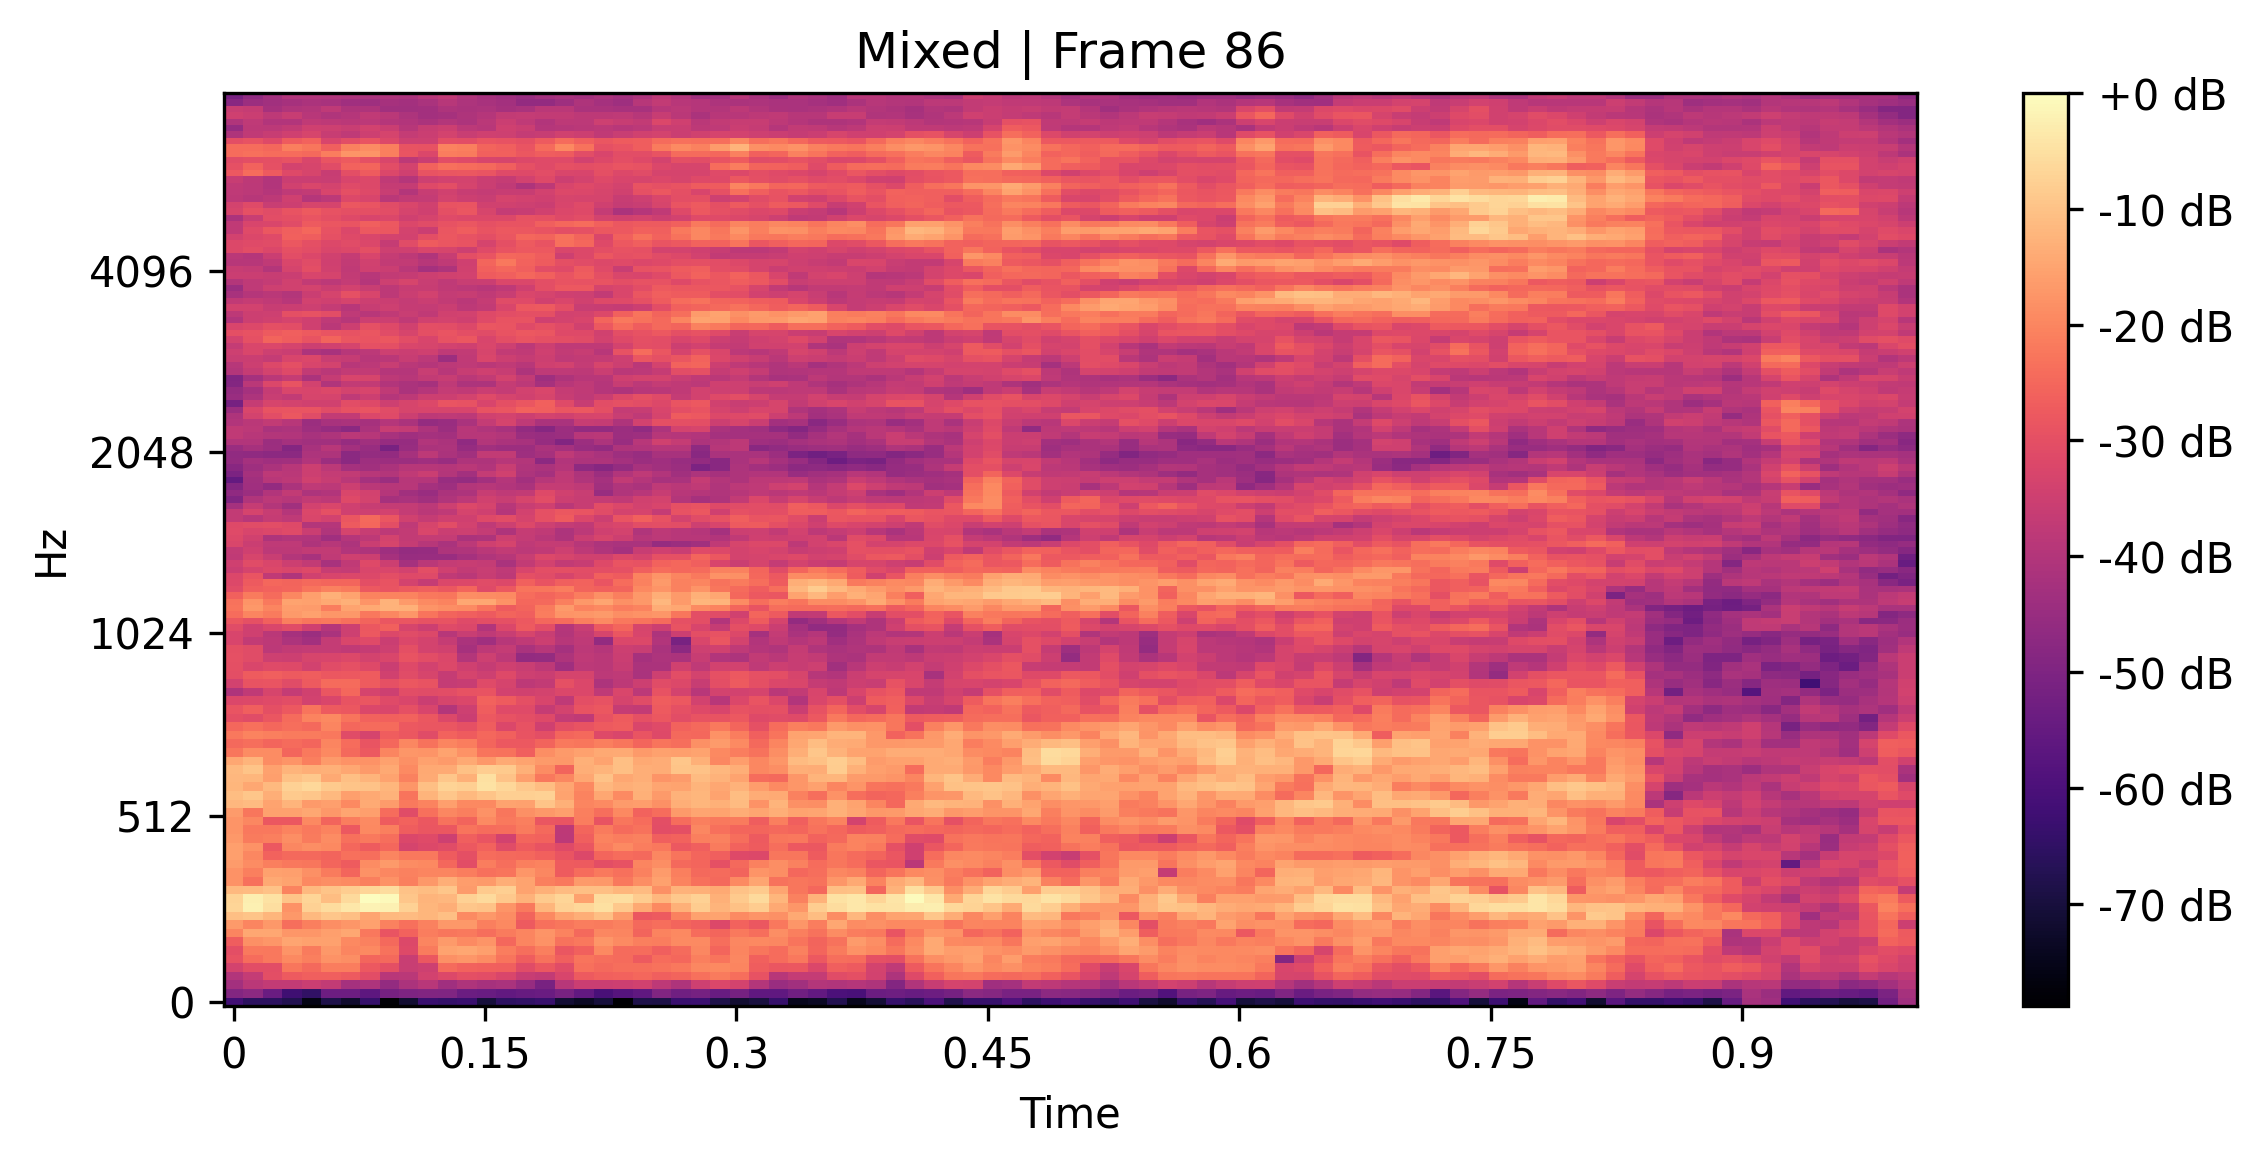 Mixed | Frame 86
+0 dB
-10 dB
-20 dB
-30 dB
-40 dB
-50 dB
-60 dB
-70 dB
Hz
4096
2048
1024
512
0
0 0.15 0.3 0.45 0.6 0.75 0.9
Time